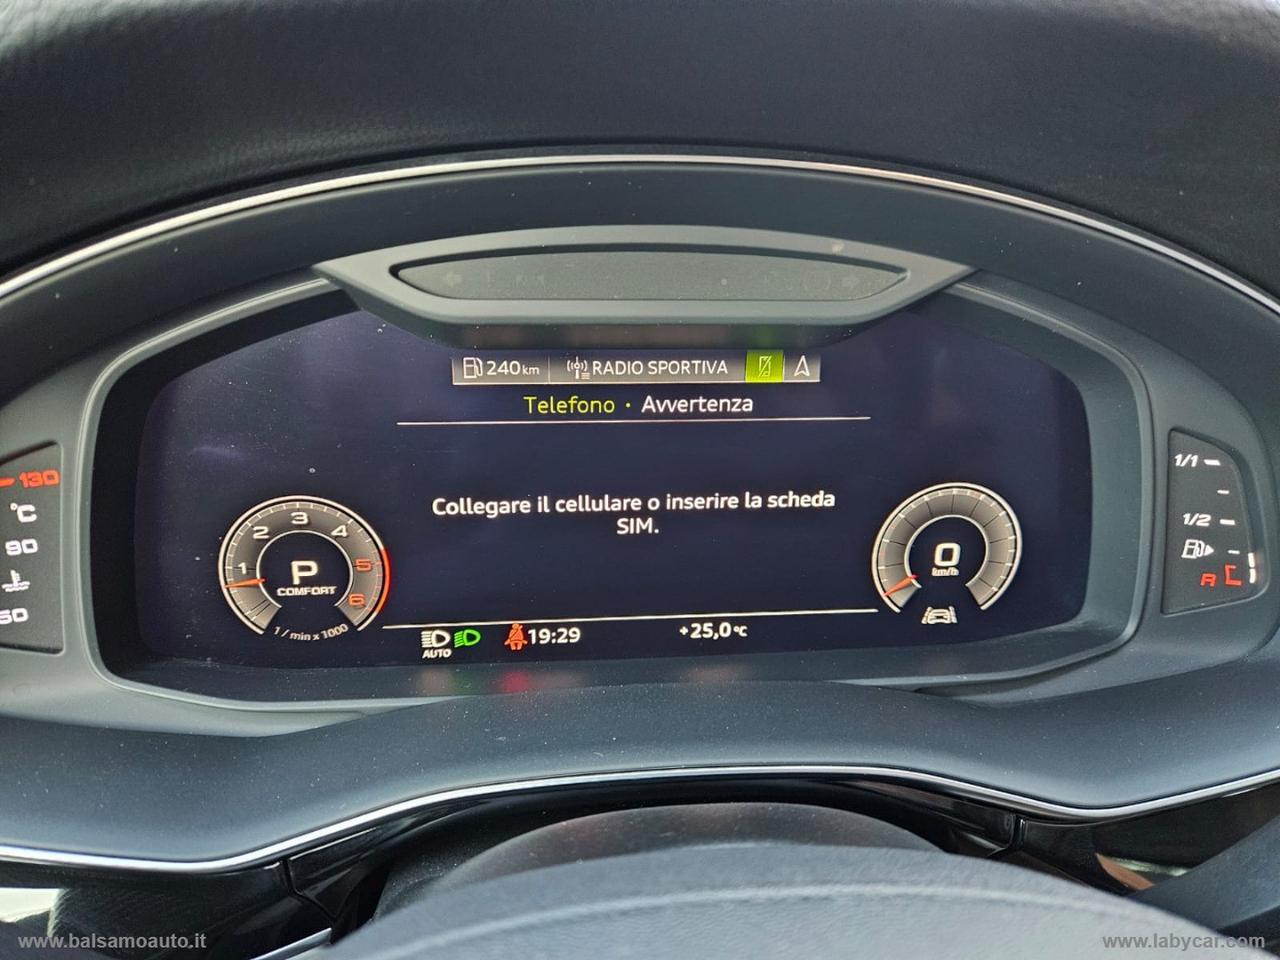 240 km RADIO SPORTIVA
Telefono · Avvertenza
Collegare il cellulare o inserire la scheda
SIM.
130
°C
90
50
1 2 3 4 5 6
P
COMFORT
1 / min x 1000
0
km/h
1/1
1/2
R
AUTO
19:29
+25,0°C
www.balsamoauto.it
www.labycar.com